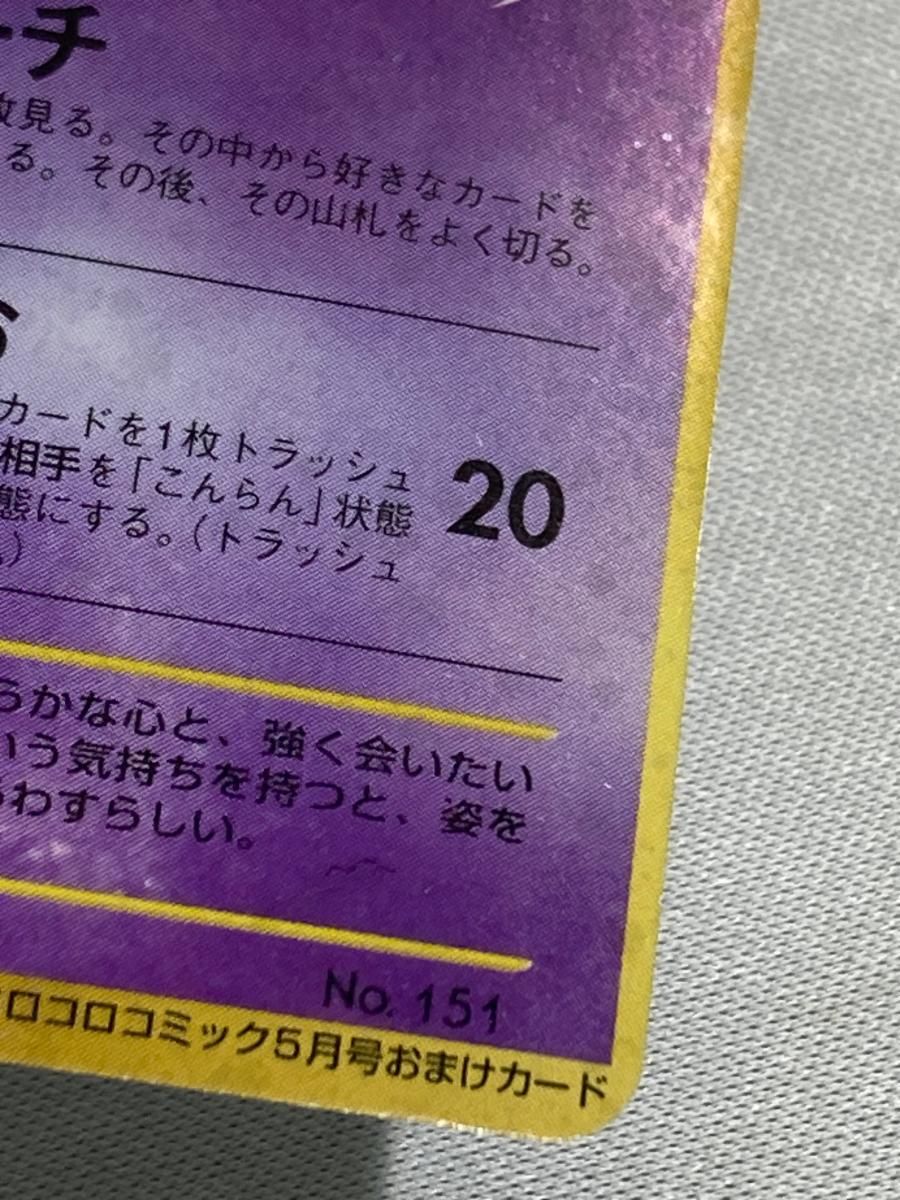 ーチ
枚見る。その中から好きなカードを
る。その後、その山札をよく切る。
カードを1枚トラッシュ
相手を「こんらん」状態
態にする。（トラッシュ
20
らかな心と、強く会いたい
いう気持ちを持つと、姿を
あわすらしい。
No. 151
コロコロコミック5月号おまけカード